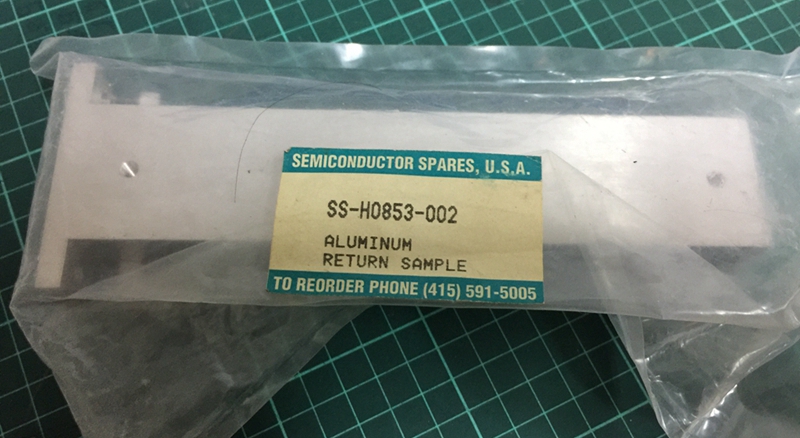 SEMICONDUCTOR SPARES, U.S.A.
SS-H0853-002
ALUMINUM
RETURN SAMPLE
TO REORDER PHONE (415) 591-5005